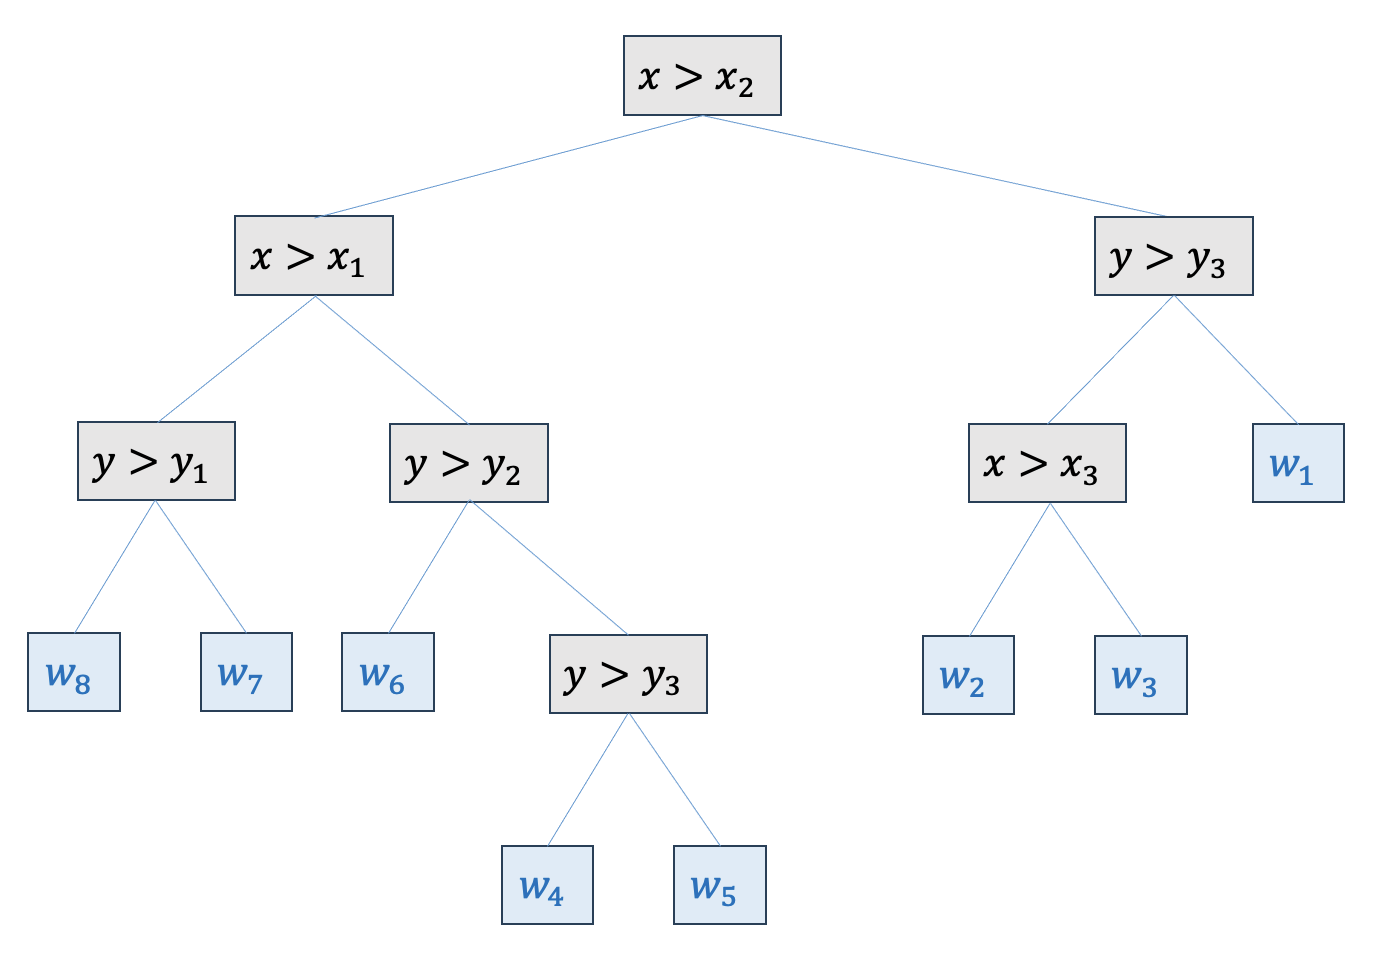 x > x₂
x > x₁
y > y₃
y > y₁
y > y₂
x > x₃
w₁
w₈
w₇
w₆
y > y₃
w₂
w₃
w₄
w₅